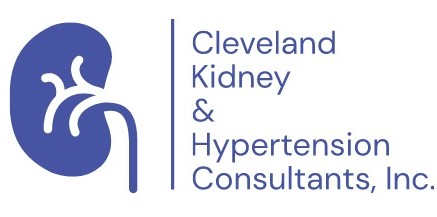 Cleveland
Kidney
&
Hypertension
Consultants, Inc.